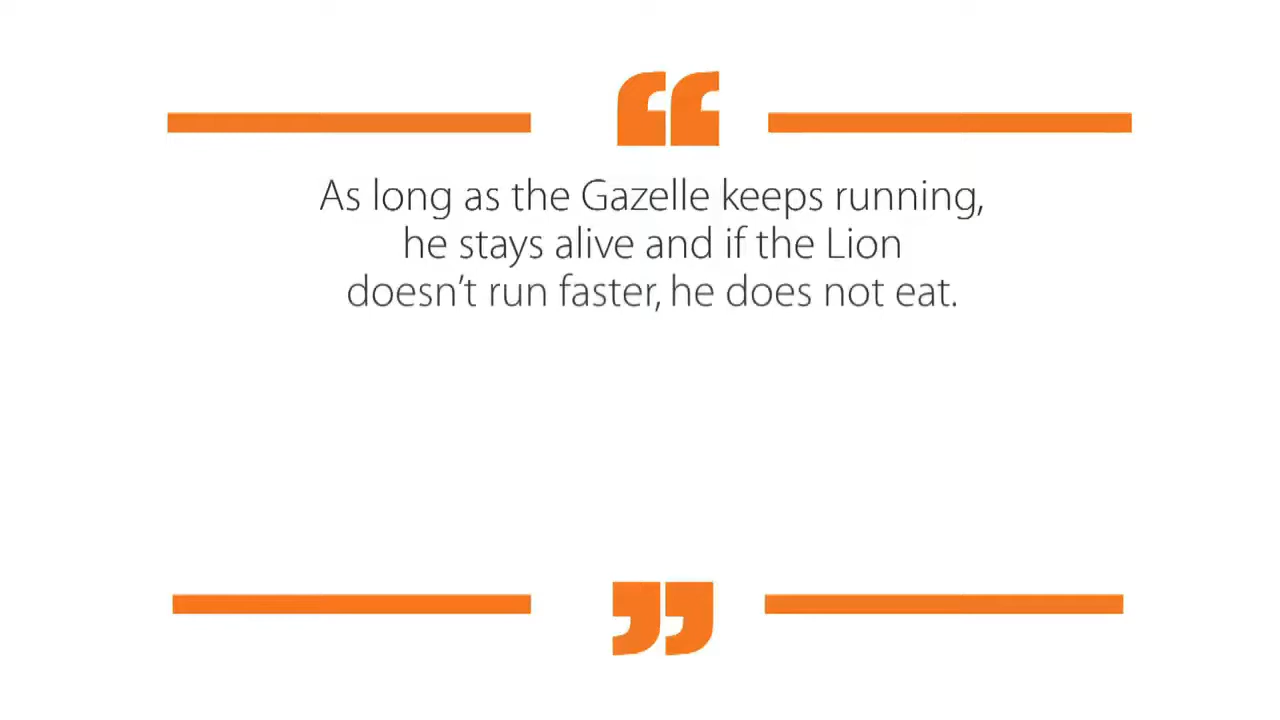 “
As long as the Gazelle keeps running,
he stays alive and if the Lion
doesn’t run faster, he does not eat.
”